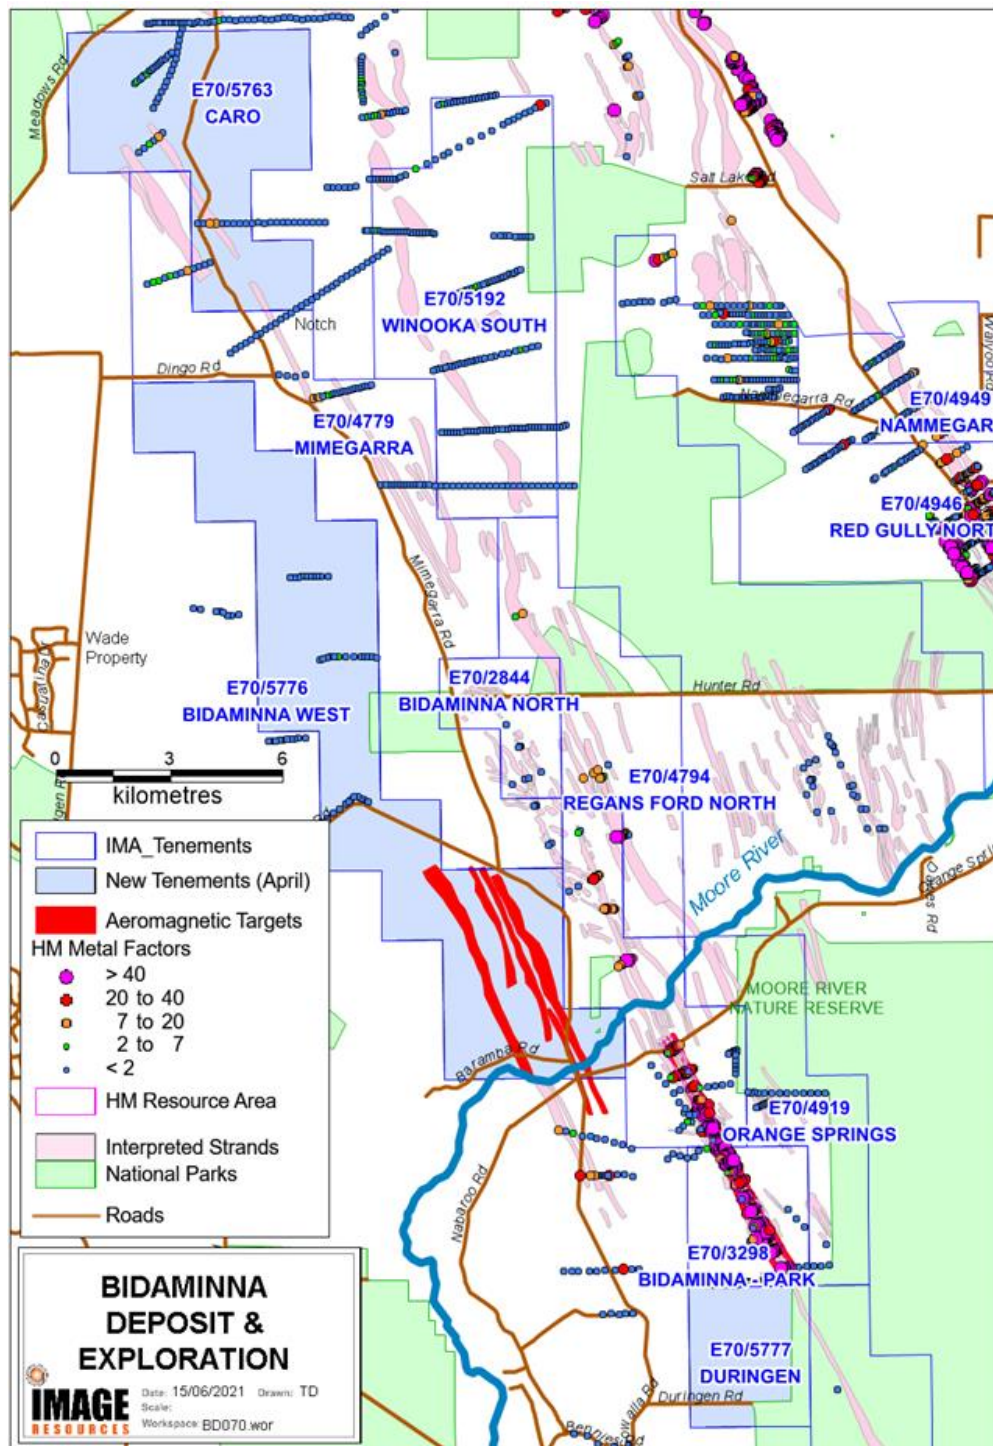 Meadows Rd
E70/5763
CARO
Salt Lake Rd
E70/5192
WINOOKA SOUTH
Notch
Dingo Rd
E70/4779
MIMEGARRA
Nammegarra Rd
E70/4949
NAMMEGAR
E70/4946
RED GULLY NORT
Mimegarra Rd
Wade
Property
E70/5776
BIDAMINNA WEST
E70/2844
BIDAMINNA NORTH
Hunter Rd
0 3 6
kilometres
E70/4794
REGANS FORD NORTH
Moore River
Orange Spri
IMA_Tenements
New Tenements (April)
Aeromagnetic Targets
HM Metal Factors
> 40
20 to 40
7 to 20
2 to 7
< 2
HM Resource Area
Interpreted Strands
National Parks
Roads
MOORE RIVER
NATURE RESERVE
Baramba Rd
E70/4919
ORANGE SPRINGS
Nabaroo Rd
E70/3298
BIDAMINNA - PARK
E70/5777
DURINGEN
Duringen Rd
BIDAMINNA
DEPOSIT &
EXPLORATION
IMAGE
RESOURCES
Date: 15/06/2021 Drawn: TD
Scale:
Workspace: BD070.wor